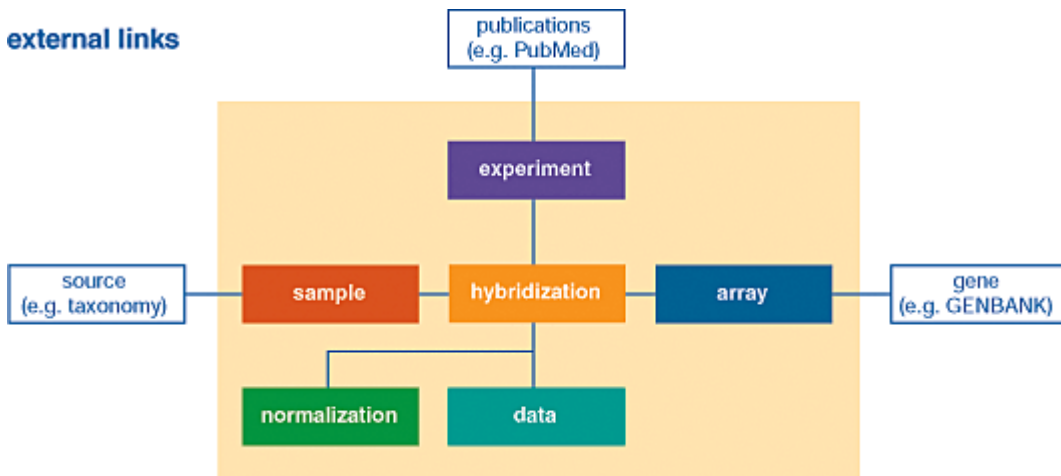 external links
publications
(e.g. PubMed)
experiment
source
(e.g. taxonomy)
sample
hybridization
array
gene
(e.g. GENBANK)
normalization
data